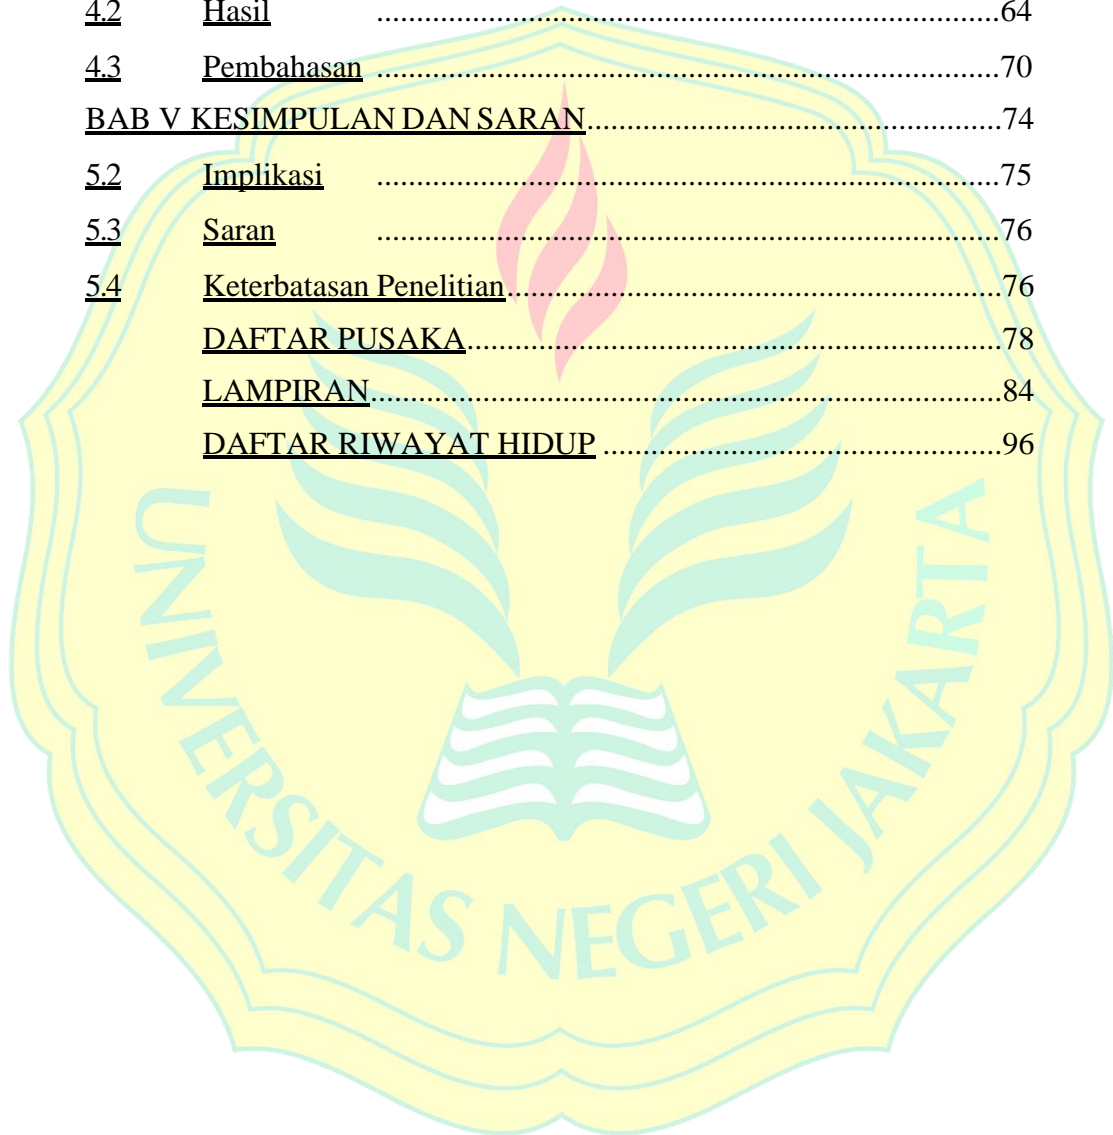 4.2 Hasil ..................................................................64
4.3 Pembahasan ..................................................................70
BAB V KESIMPULAN DAN SARAN............................................74
5.2 Implikasi ..................................................................75
5.3 Saran ..................................................................76
5.4 Keterbatasan Penelitian.....................................................76
DAFTAR PUSAKA.........................................................78
LAMPIRAN...................................................................84
DAFTAR RIWAYAT HIDUP ..........................................96
UNIVERSITAS NEGERI JAKARTA